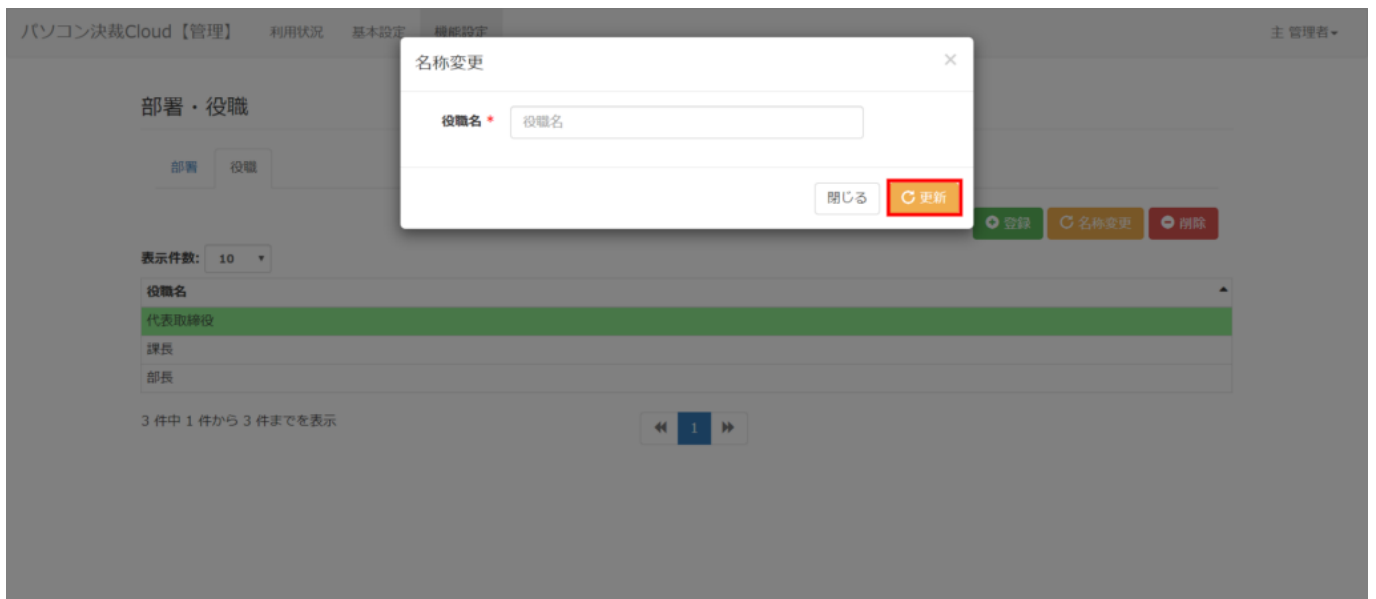 パソコン決裁Cloud【管理】 利用状況 基本設定 機能設定 主 管理者
名称変更 ×
部署・役職
役職名 * 役職名
部署 役職
閉じる 更新
登録 名称変更 削除
表示件数: 10
役職名
代表取締役
課長
部長
3 件中 1 件から 3 件までを表示
1